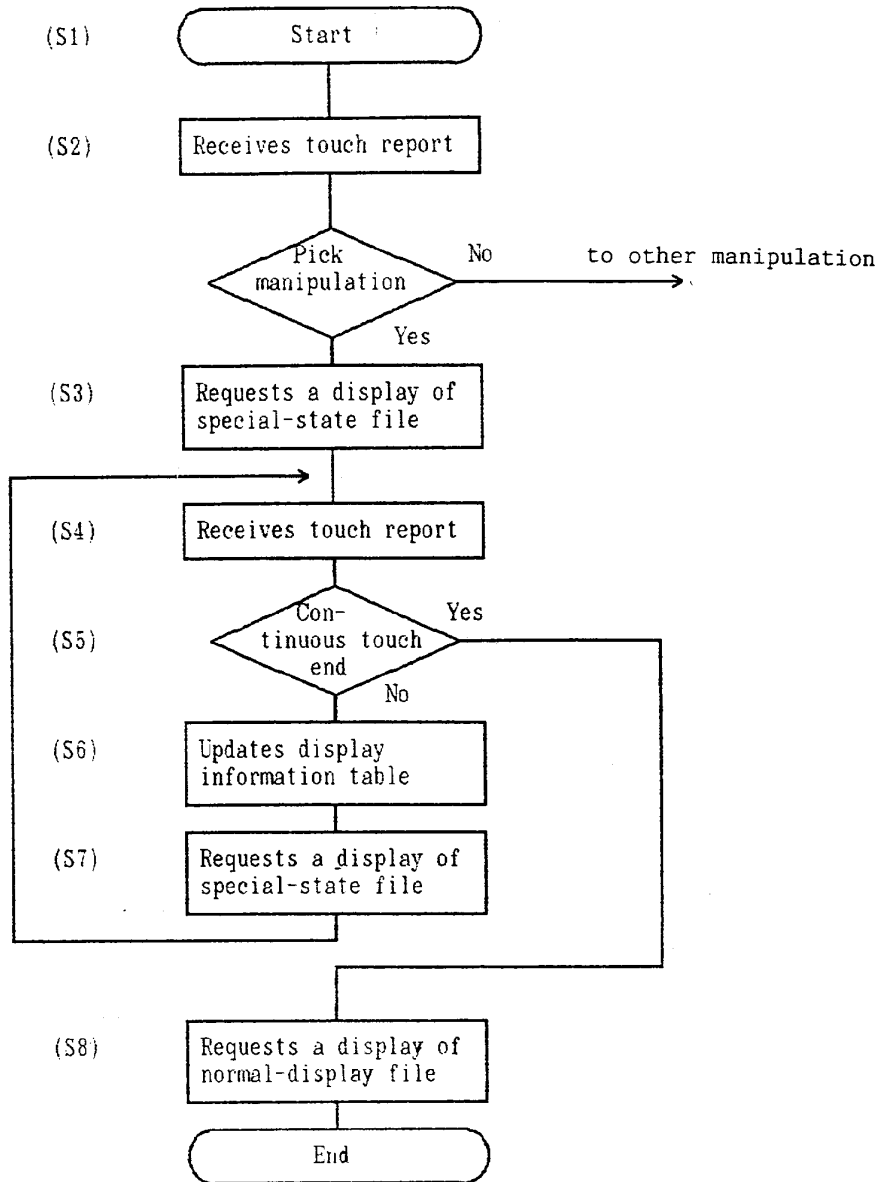 (S1) Start
(S2) Receives touch report
Pick
manipulation
No to other manipulation
Yes
(S3) Requests a display of
special-state file
(S4) Receives touch report
Con-
tinuous touch
end
Yes
(S5)
No
(S6) Updates display
information table
(S7) Requests a display of
special-state file
(S8) Requests a display of
normal-display file
End